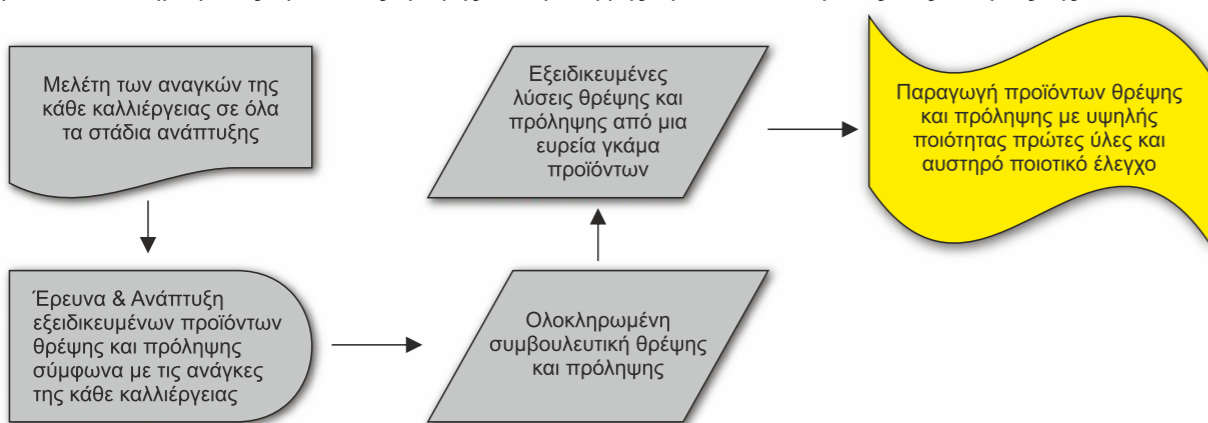 Μελέτη των αναγκών της
κάθε καλλιέργειας σε όλα
τα στάδια ανάπτυξης
Έρευνα & Ανάπτυξη
εξειδικευμένων προϊόντων
θρέψης και πρόληψης
σύμφωνα με τις ανάγκες
της κάθε καλλιέργειας
Ολοκληρωμένη
συμβουλευτική θρέψης
και πρόληψης
Εξειδικευμένες
λύσεις θρέψης και
πρόληψης από μια
ευρεία γκάμα
προϊόντων
Παραγωγή προϊόντων θρέψης
και πρόληψης με υψηλής
ποιότητας πρώτες ύλες και
αυστηρό ποιοτικό έλεγχο